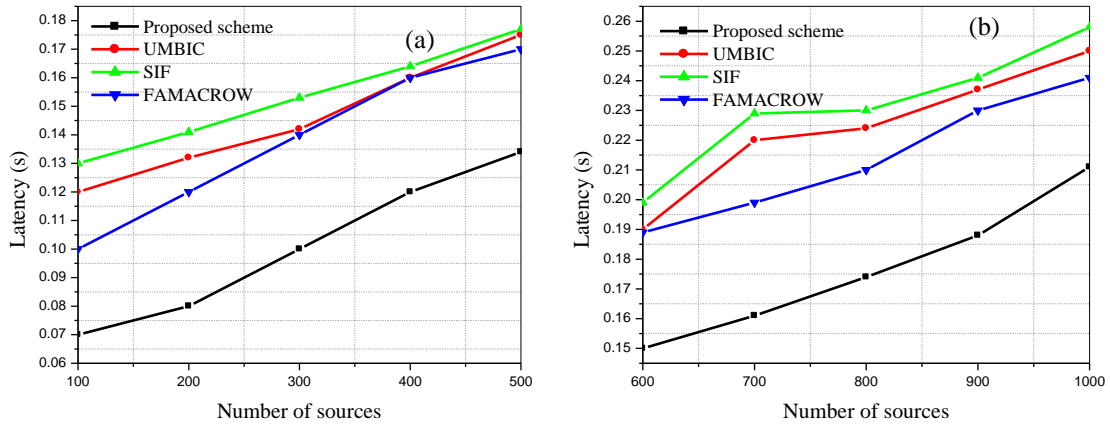 0.18
0.17
0.16
0.15
0.14
0.13
0.12
0.11
0.10
0.09
0.08
0.07
0.06
Latency (s)
Proposed scheme
UMBIC
SIF
FAMACROW
(a)
100
200
300
400
500
Number of sources
0.26
0.25
0.24
0.23
0.22
0.21
0.20
0.19
0.18
0.17
0.16
0.15
Latency (s)
Proposed scheme
UMBIC
SIF
FAMACROW
(b)
600
700
800
900
1000
Number of sources